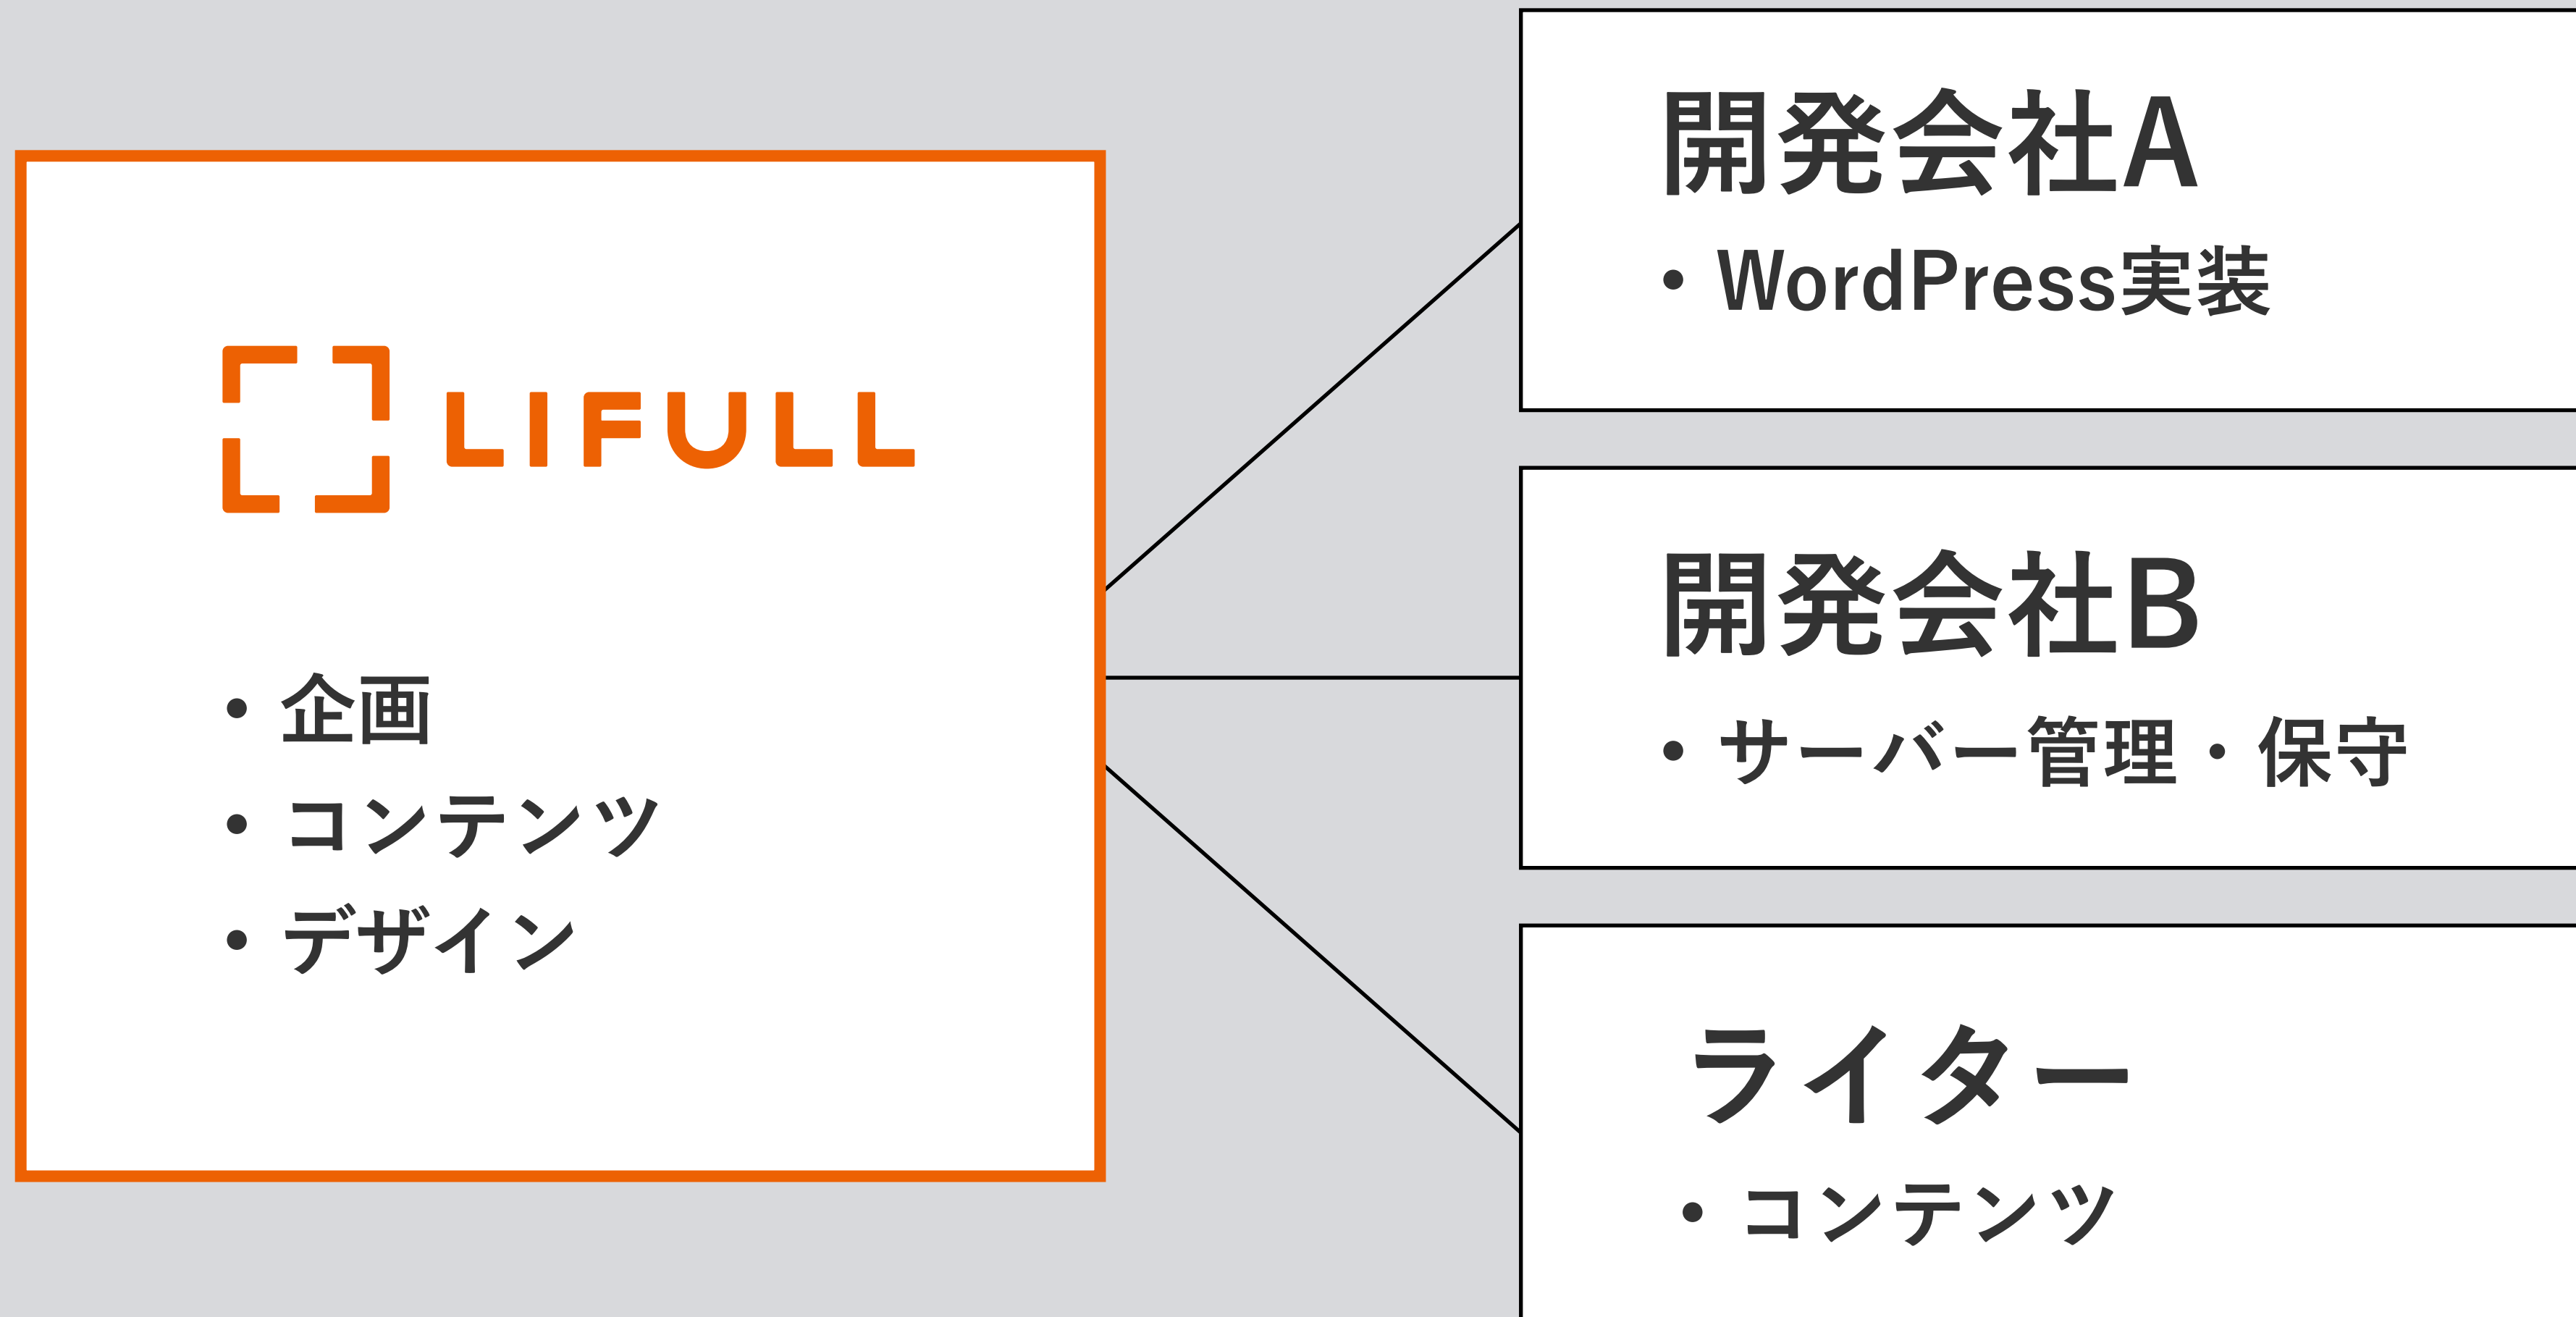 LIFULL
・企画
・コンテンツ
・デザイン
開発会社A
・WordPress実装
開発会社B
・サーバー管理・保守
ライター
・コンテンツ